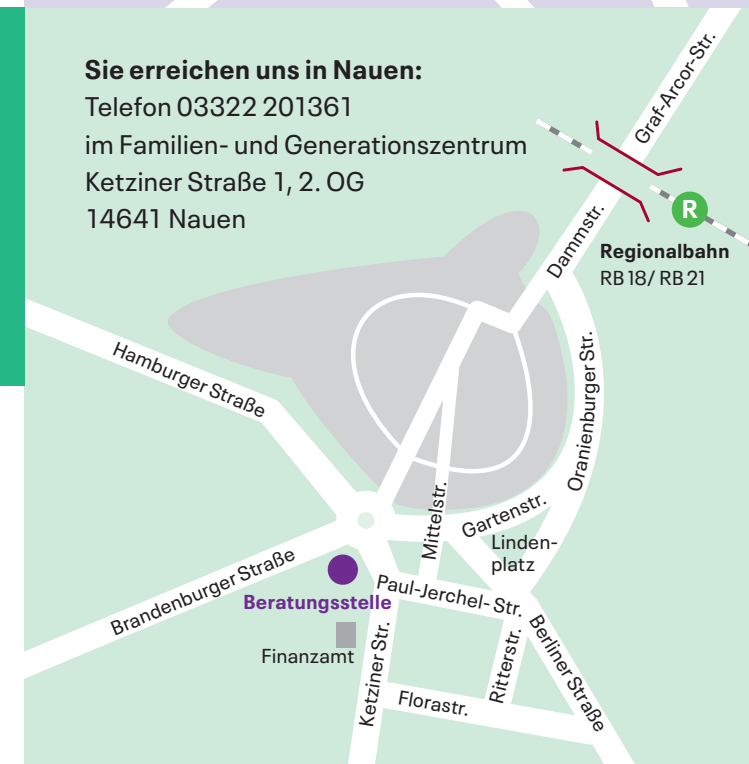 Sie erreichen uns in Nauen:
Telefon 03322 201361
im Familien- und Generationszentrum
Ketziner Straße 1, 2. OG
14641 Nauen
Graf-Arcor-Str.
R
Regionalbahn
RB 18/ RB 21
Dammstr.
Hamburger Straße
Oranienburger Str.
Mittelstr.
Gartenstr.
Linden-
platz
Brandenburger Straße
Beratungsstelle
Paul-Jerchel-Str.
Finanzamt
Ketziner Str.
Ritterstr.
Berliner Straße
Florastr.